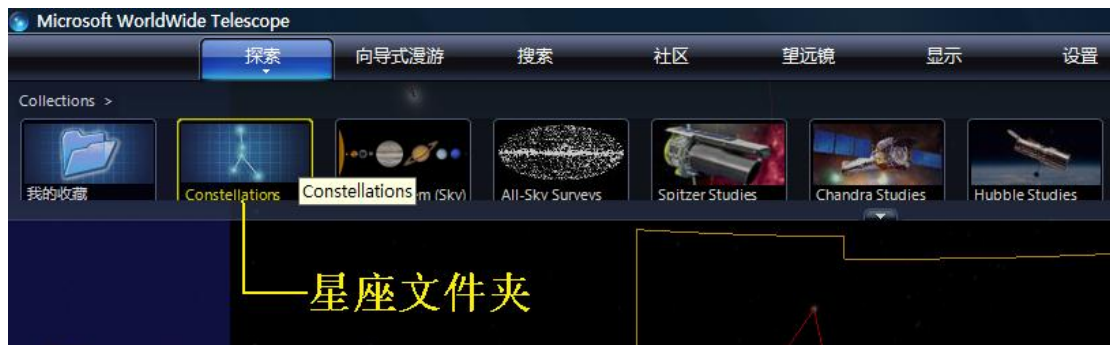 Microsoft WorldWide Telescope
探索 向导式漫游 搜索 社区 望远镜 显示 设置
Collections >
我的收藏 Constellations m (Sky) All-Sky Surveys Spitzer Studies Chandra Studies Hubble Studies
Constellations
星座文件夹